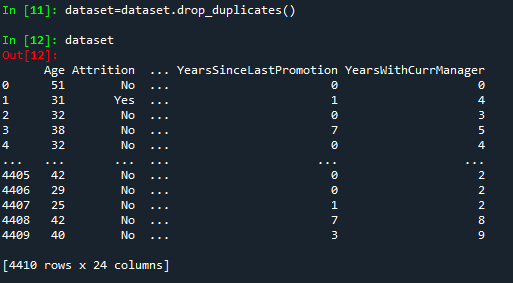 In [11]: dataset=dataset.drop_duplicates()
In [12]: dataset
Out[12]:
Age Attrition ... YearsSinceLastPromotion YearsWithCurrManager
0 51 No ... 0 0
1 31 Yes ... 1 4
2 32 No ... 0 3
3 38 No ... 7 5
4 32 No ... 0 4
... ... ... ... ... ...
4405 42 No ... 0 2
4406 29 No ... 0 2
4407 25 No ... 1 2
4408 42 No ... 7 8
4409 40 No ... 3 9
[4410 rows x 24 columns]